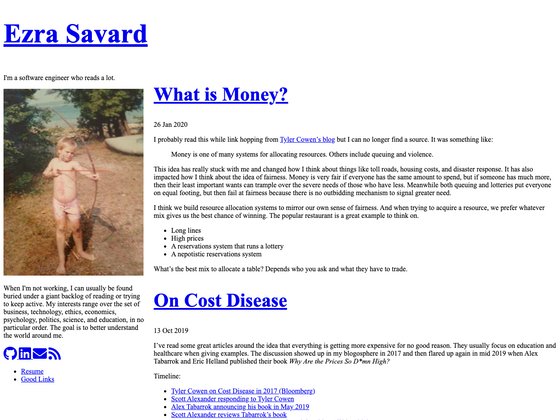 Ezra Savard
I'm a software engineer who reads a lot.
When I'm not working, I can usually be found
buried under a giant backlog of reading or trying
to keep active. My interests range over the set of
business, technology, ethics, economics,
psychology, politics, science, and education, in no
particular order. The goal is to better understand
the world around me.
Resume
Good Links
What is Money?
26 Jan 2020
I probably read this while link hopping from Tyler Cowen's blog but I can no longer find a source. It was something like:
Money is one of many systems for allocating resources. Others include queuing and violence.
This idea has really stuck with me and changed how I think about things like toll roads, housing costs, and disaster response. It has also
impacted how I think about the idea of fairness. Money is very fair if everyone has the same amount to spend, but if someone has much more,
then their least important wants can trample over the severe needs of those who have less. Meanwhile both queuing and lotteries put everyone
on equal footing, but then fail at fairness because there is no outbidding mechanism to signal greater need.
I think we build resource allocation systems to mirror our own sense of fairness. And when trying to acquire a resource, we prefer whatever
mix gives us the best chance of winning. The popular restaurant is a great example to think on.
Long lines
High prices
A reservations system that runs a lottery
A nepotistic reservations system
What's the best mix to allocate a table? Depends who you ask and what they have to trade.
On Cost Disease
13 Oct 2019
I've read some great articles around the idea that everything is getting more expensive for no good reason. They usually focus on education and
healthcare when giving examples. The discussion showed up in my blogosphere in 2017 and then flared up again in mid 2019 when Alex
Tabarrok and Eric Helland published their book Why Are the Prices So D*mn High?
Timeline:
Tyler Cowen on Cost Disease in 2017 (Bloomberg)
Scott Alexander responding to Tyler Cowen
Alex Tabarrok announcing his book in May 2019
Scott Alexander reviews Tabarrok's book